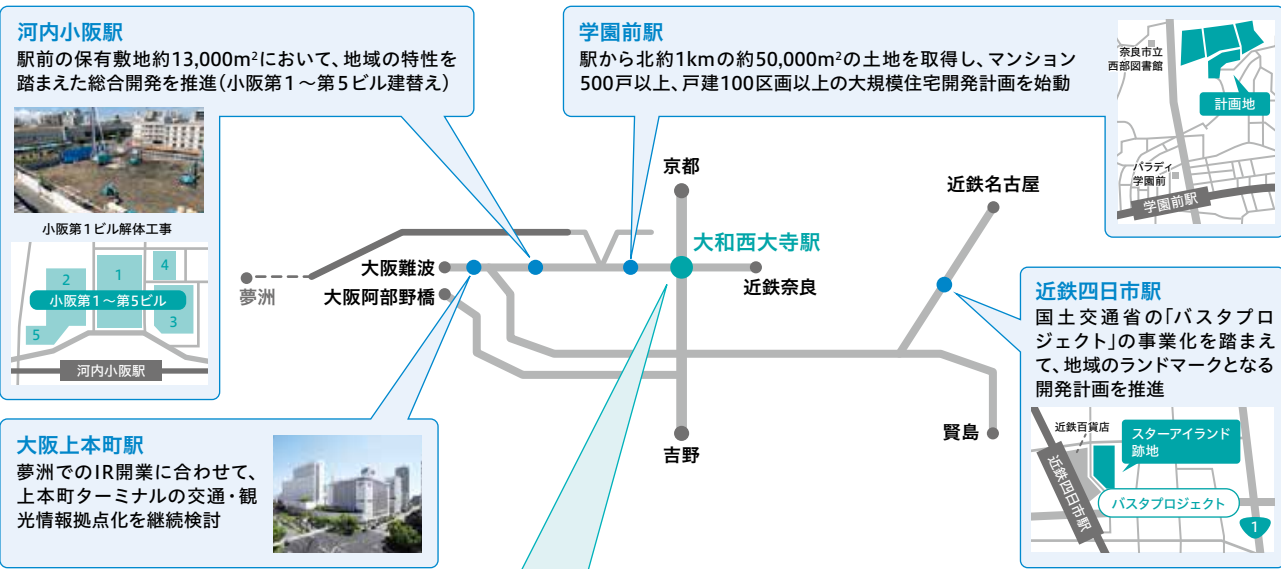 河内小阪駅
駅前の保有敷地約13,000m²において、地域の特性を
踏まえた総合開発を推進(小阪第1～第5ビル建替え)
小阪第1ビル解体工事
2
1
4
小阪第1～第5ビル
3
5
河内小阪駅
学園前駅
駅から北約1kmの約50,000m²の土地を取得し、マンション
500戸以上、戸建100区画以上の大規模住宅開発計画を始動
奈良市立
西部図書館
計画地
パラディ
学園前
学園前駅
京都
近鉄名古屋
大和西大寺駅
大阪難波
夢洲
大阪阿部野橋
近鉄奈良
吉野
賢島
大阪上本町駅
夢洲でのIR開業に合わせて、
上本町ターミナルの交通・観
光情報拠点化を継続検討
近鉄四日市駅
国土交通省の「バスタプロ
ジェクト」の事業化を踏まえ
て、地域のランドマークとなる
開発計画を推進
近鉄百貨店
スターアイランド
跡地
近鉄四日市駅
バスタプロジェクト
1